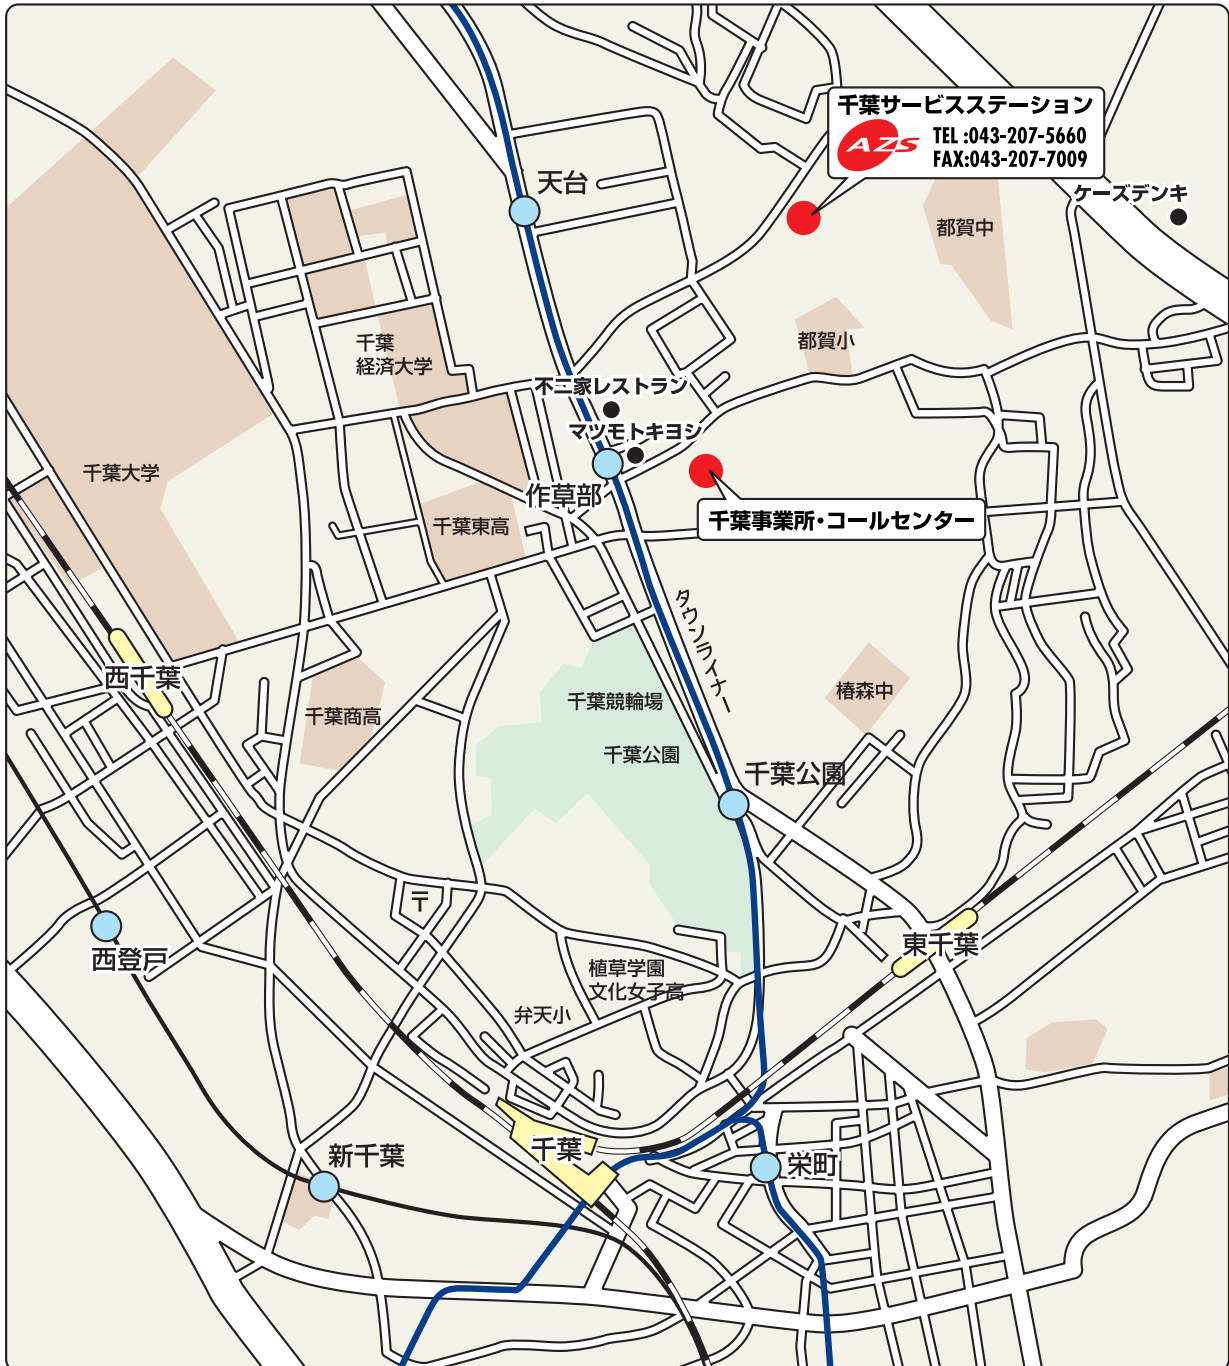 千葉サービスステーション
AZS
TEL :043-207-5660
FAX:043-207-7009
天台
ケーズデンキ
都賀中
都賀小
千葉
経済大学
不二家レストラン
マツモトキヨシ
千葉大学
作草部
千葉東高
千葉事業所・コールセンター
タウンライナー
西千葉
千葉商高
千葉競輪場
椿森中
千葉公園
千葉公園
〒
西登戸
東千葉
植草学園
文化女子高
弁天小
千葉
新千葉
栄町